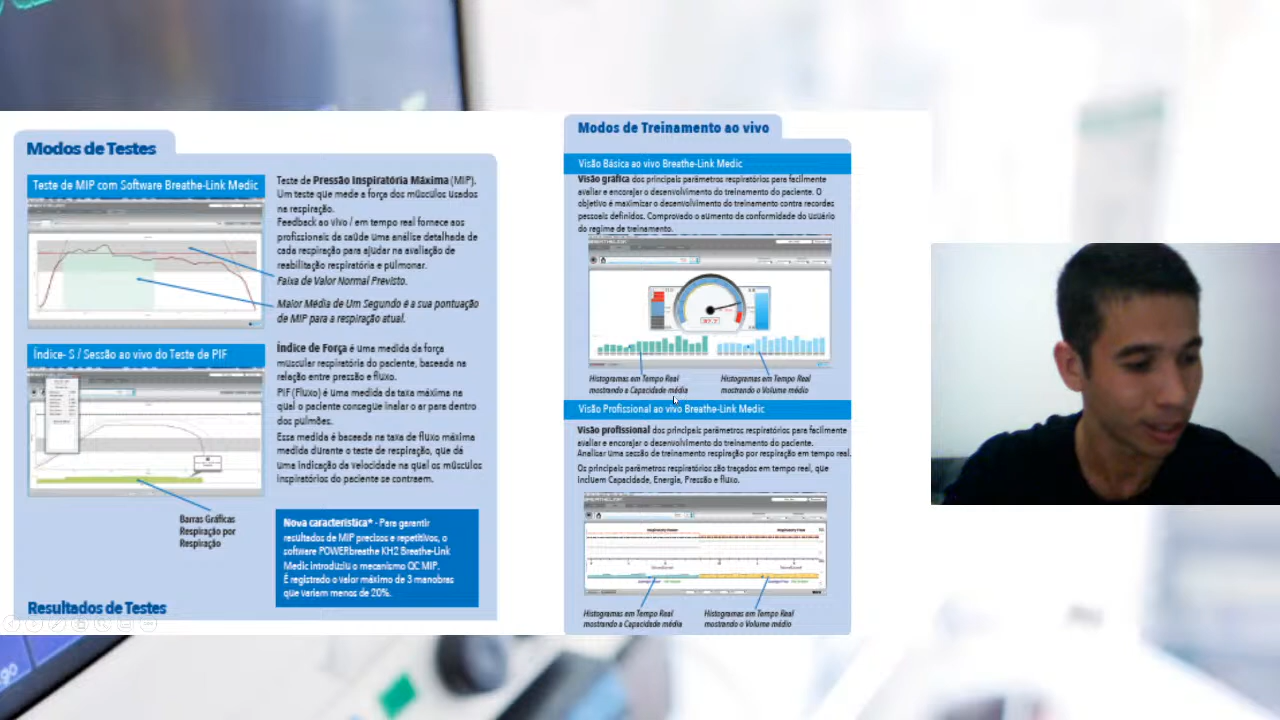 Modos de Testes
Teste de MIP com Software Breathe-Link Medic
Teste de Pressão Inspiratória Máxima (MIP).
Um teste que mede a força dos músculos usados
na respiração.
Feedback ao vivo / em tempo real fornece aos
profissionais da saúde uma análise detalhada de
cada respiração para ajudar na avaliação de
reabilitação respiratória e pulmonar.
Faixa de Valor Normal Previsto.
Maior Média de Um Segundo é a sua pontuação
de MIP para a respiração atual.
Índice- S / Sessão ao vivo do Teste de PIF
Índice de Força é uma medida da força
muscular respiratória do paciente, baseada na
relação entre pressão e fluxo.
PIF (Fluxo) é uma medida da taxa máxima na
qual o paciente consegue inalar o ar para dentro
dos pulmões.
Essa medida é baseada na taxa de fluxo máxima
medida durante o teste de respiração, que dá
uma indicação da velocidade na qual os músculos
inspiratórios do paciente se contraem.
Barras Gráficas
Respiração por
Respiração
Nova característica* - Para garantir
resultados de MIP precisos e repetitivos, o
software POWERbreathe KH2 Breathe-Link
Medic introduziu o mecanismo QC MIP.
É registrado o valor máximo de 3 manobras
que variam menos de 20%.
Resultados de Testes
Modos de Treinamento ao vivo
Visão Básica ao vivo Breathe-Link Medic
Visão gráfica dos principais parâmetros respiratórios para facilmente
avaliar e encorajar o desenvolvimento do treinamento do paciente. O
objetivo é maximizar o desenvolvimento do treinamento contra recordes
pessoais definidos. Comprovado o aumento da conformidade do usuário
do regime de treinamento.
Histogramas em Tempo Real
mostrando a Capacidade média
Histogramas em Tempo Real
mostrando o Volume médio
Visão Profissional ao vivo Breathe-Link Medic
Visão profissional dos principais parâmetros respiratórios para facilmente
avaliar e encorajar o desenvolvimento do treinamento do paciente.
Analizar uma sessão de treinamento respiração por respiração em tempo real.
Os principais parâmetros respiratórios são traçados em tempo real, que
incluem Capacidade, Energia, Pressão e fluxo.
Histogramas em Tempo Real
mostrando a Capacidade média
Histogramas em Tempo Real
mostrando o Volume médio